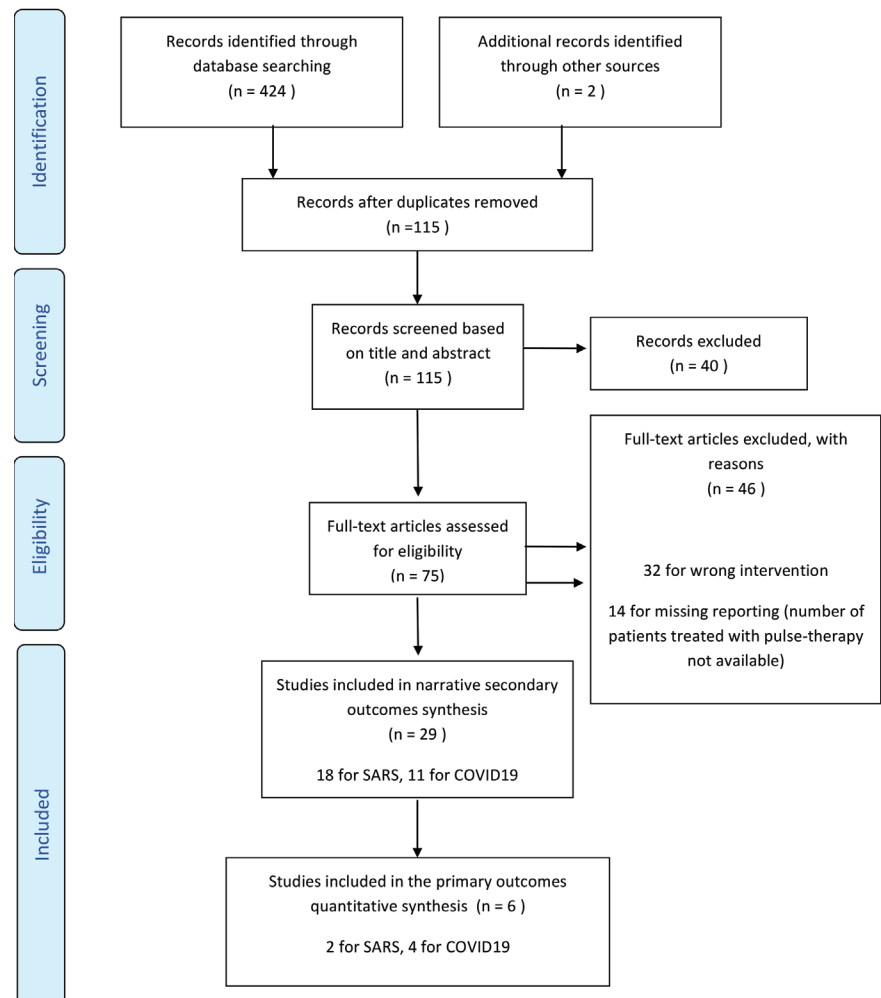 Identification
Records identified through
database searching
(n = 424 )
Additional records identified
through other sources
(n = 2 )
Records after duplicates removed
(n =115 )
Screening
Records screened based
on title and abstract
(n = 115 )
Records excluded
(n = 40 )
Eligibility
Full-text articles assessed
for eligibility
(n = 75)
Full-text articles excluded, with
reasons
(n = 46 )
32 for wrong intervention
14 for missing reporting (number of
patients treated with pulse-therapy
not available)
Included
Studies included in narrative secondary
outcomes synthesis
(n = 29 )
18 for SARS, 11 for COVID19
Studies included in the primary outcomes
quantitative synthesis (n = 6 )
2 for SARS, 4 for COVID19